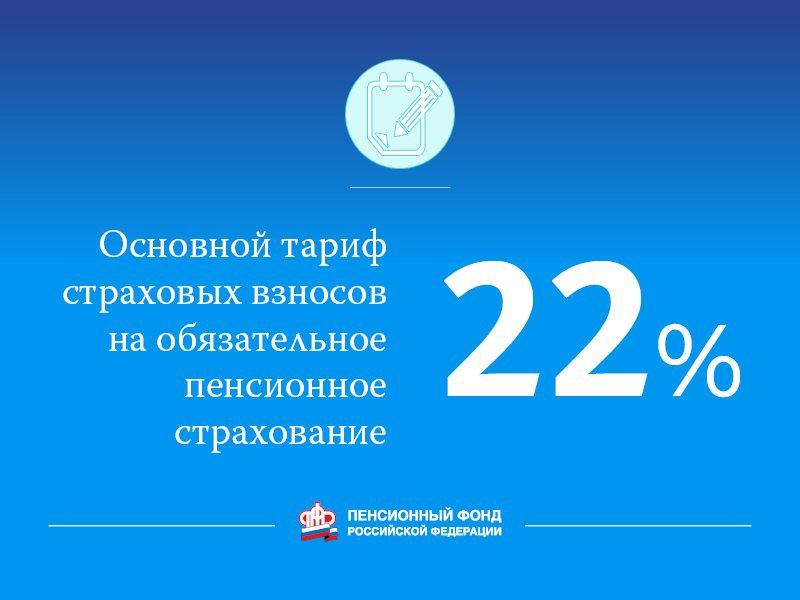 Основной тариф
страховых взносов
на обязательное
пенсионное
страхование
22%
ПЕНСИОННЫЙ ФОНД
РОССИЙСКОЙ ФЕДЕРАЦИИ